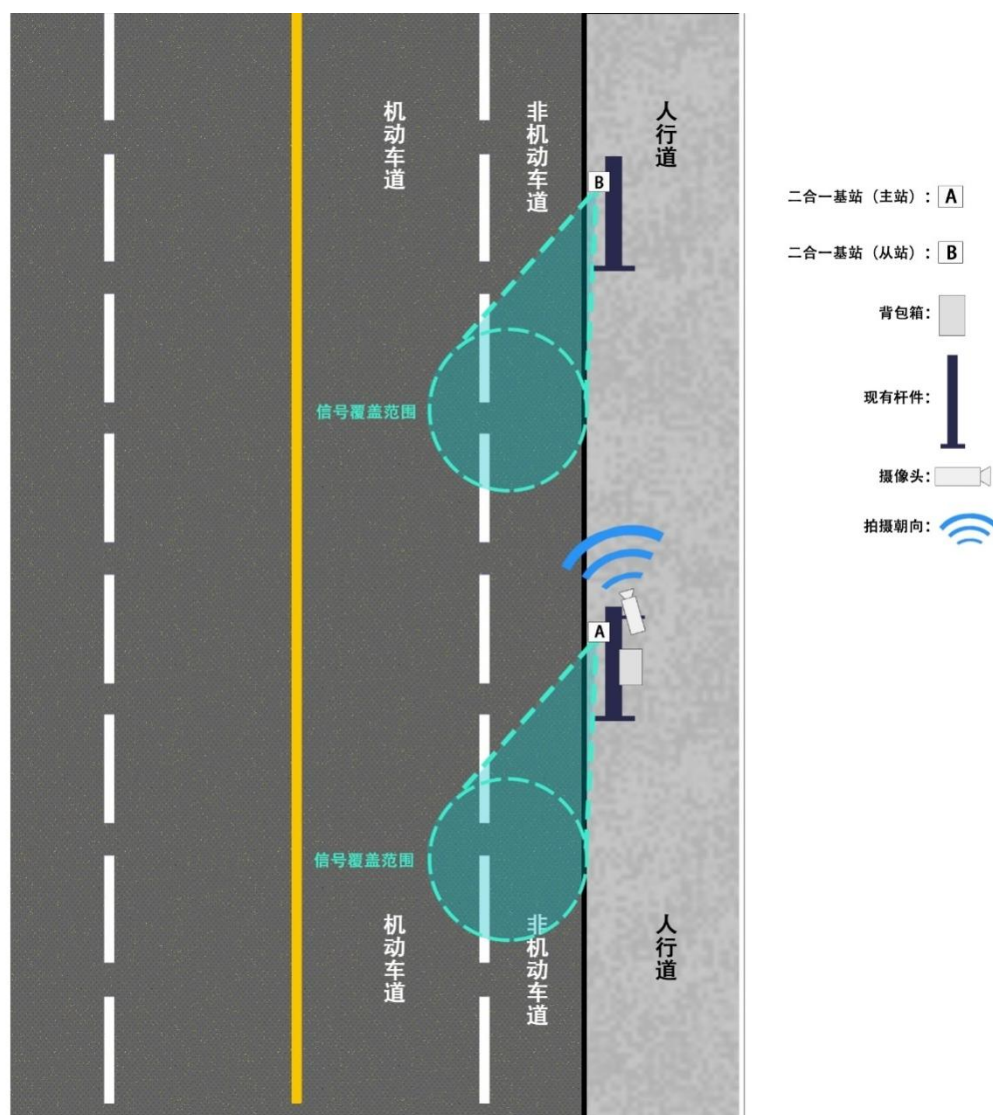 机动车道
非机动车道
人行道
B
信号覆盖范围
A
信号覆盖范围
机动车道
非机动车道
人行道
二合一基站（主站）：A
二合一基站（从站）：B
背包箱：
现有杆件：
摄像头：
拍摄朝向：